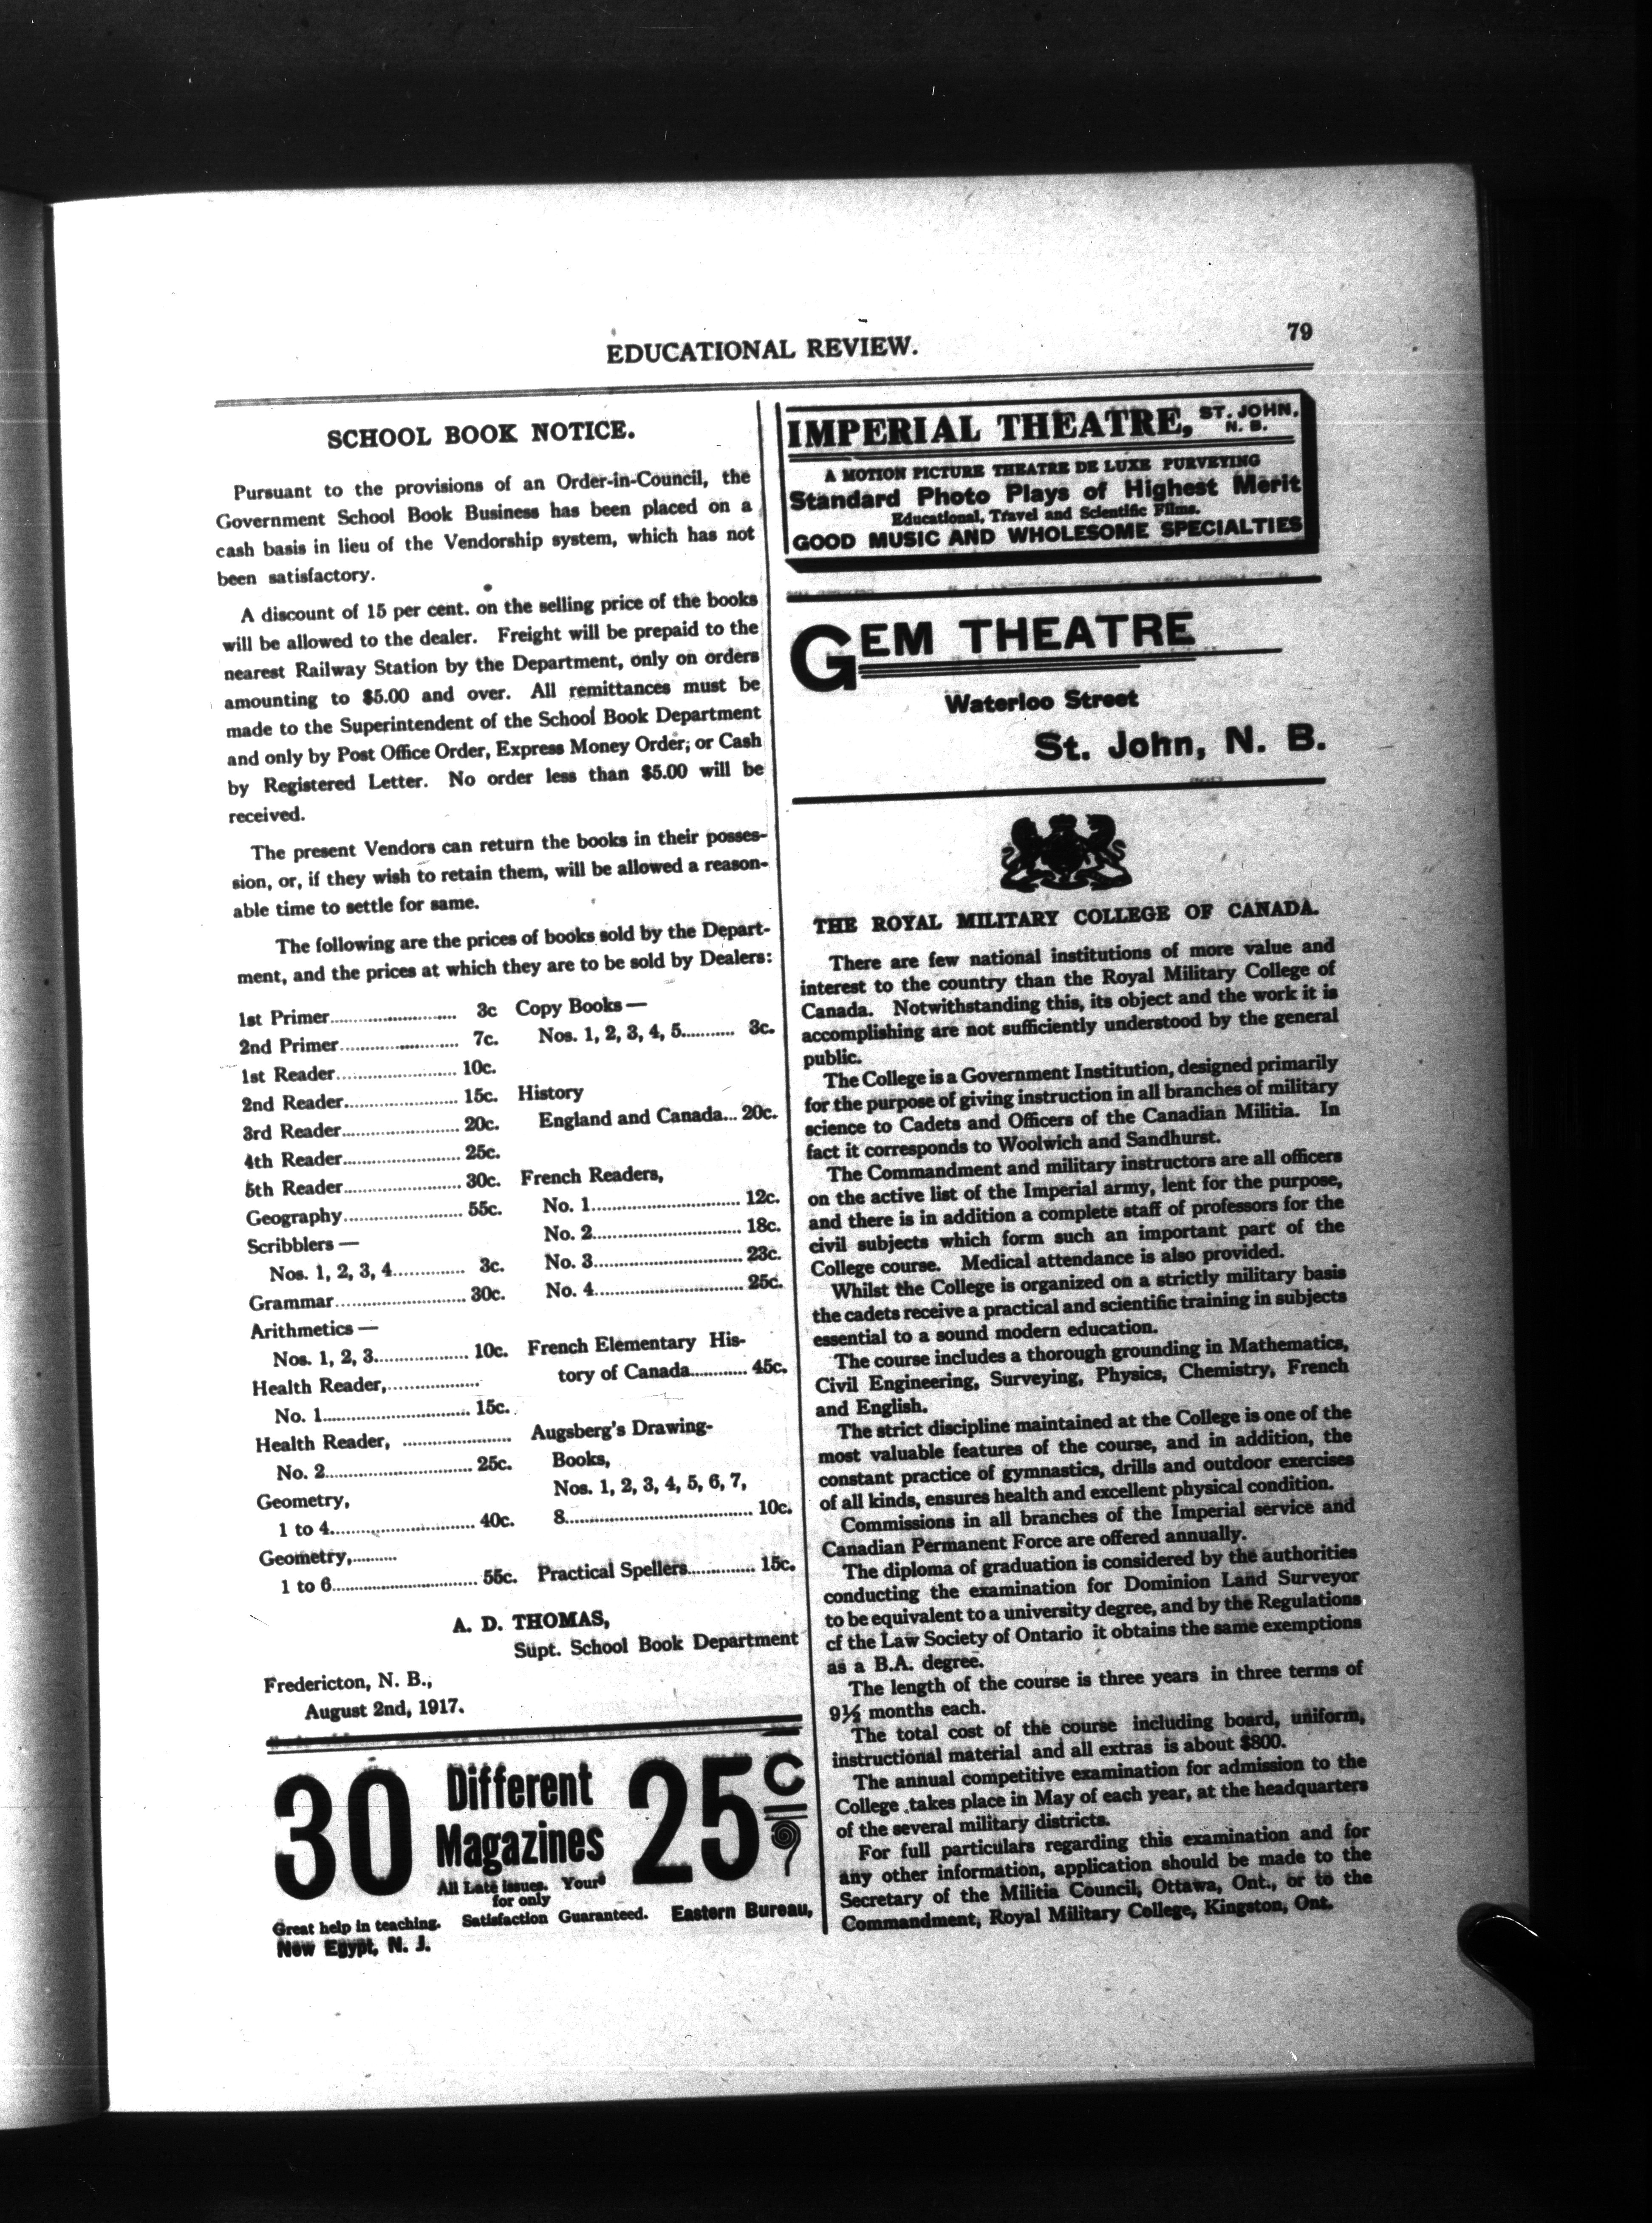 EDUCATIONAL REVIEW.
79
SCHOOL BOOK NOTICE.
Pursuant to the provisions of an Order-in-Council, the
Government School Book Business has been placed on a
cash basis in lieu of the Vendorship system, which has not
been satisfactory.
A discount of 15 per cent. on the selling price of the books
will be allowed to the dealer. Freight will be prepaid to the
nearest Railway Station by the Department, only on orders
amounting to $5.00 and over. All remittances must be
made to the Superintendent of the School Book Department
and only by Post Office Order, Express Money Order, or Cash
by Registered Letter. No order less than $5.00 will be
received.
The present Vendors can return the books in their posses-
sion, or, if they wish to retain them, will be allowed a reason-
able time to settle for same.
The following are the prices of books sold by the Depart-
ment, and the prices at which they are to be sold by Dealers:
1st Primer........................ 3c
2nd Primer........................ 7c.
1st Reader........................ 10c.
2nd Reader....................... 15c.
3rd Reader........................ 20c.
4th Reader........................ 25c.
5th Reader........................ 30c.
Geography........................ 55c.
Scribblers —
Nos. 1, 2, 3, 4.............. 3c.
Grammar.......................... 30c.
Arithmetics —
Nos. 1, 2, 3................... 10c.
Health Reader,..................
No. 1............................. 15c.
Health Reader, ......................
No. 2............................. 25c.
Geometry,
1 to 4............................. 40c.
Geometry,..........
1 to 6............................. 55c.
Copy Books —
Nos. 1, 2, 3, 4, 5........... 3c.
History
England and Canada... 20c.
French Readers,
No. 1.............................. 12c.
No. 2.............................. 18c.
No. 3.............................. 23c.
No. 4.............................. 25c.
French Elementary His-
tory of Canada............ 45c.
Augsberg's Drawing-
Books,
Nos. 1, 2, 3, 4, 5, 6, 7,
8...................................... 10c.
Practical Spellers.............. 15c.
A. D. THOMAS,
Supt. School Book Department
Fredericton, N. B.,
August 2nd, 1917.
30 Different Magazines 25c
All Late issues. Your
for only
Great help in teaching. Satisfaction Guaranteed. Eastern Bureau,
New Egypt, N. J.
IMPERIAL THEATRE, ST. JOHN, N. B.
A MOTION PICTURE THEATRE DE LUXE PURVEYING
Standard Photo Plays of Highest Merit
Educational, Travel and Scientific Films.
GOOD MUSIC AND WHOLESOME SPECIALTIES
GEM THEATRE
Waterloo Street
St. John, N. B.
THE ROYAL MILITARY COLLEGE OF CANADA.
There are few national institutions of more value and
interest to the country than the Royal Military College of
Canada. Notwithstanding this, its object and the work it is
accomplishing are not sufficiently understood by the general
public.
The College is a Government Institution, designed primarily
for the purpose of giving instruction in all branches of military
science to Cadets and Officers of the Canadian Militia. In
fact it corresponds to Woolwich and Sandhurst.
The Commandment and military instructors are all officers
on the active list of the Imperial army, lent for the purpose,
and there is in addition a complete staff of professors for the
civil subjects which form such an important part of the
College course. Medical attendance is also provided.
Whilst the College is organized on a strictly military basis
the cadets receive a practical and scientific training in subjects
essential to a sound modern education.
The course includes a thorough grounding in Mathematics,
Civil Engineering, Surveying, Physics, Chemistry, French
and English.
The strict discipline maintained at the College is one of the
most valuable features of the course, and in addition, the
constant practice of gymnastics, drills and outdoor exercises
of all kinds, ensures health and excellent physical condition.
Commissions in all branches of the Imperial service and
Canadian Permanent Force are offered annually.
The diploma of graduation is considered by the authorities
conducting the examination for Dominion Land Surveyor
to be equivalent to a university degree, and by the Regulations
cf the Law Society of Ontario it obtains the same exemptions
as a B.A. degree.
The length of the course is three years in three terms of
9½ months each.
The total cost of the course including board, uniform,
instructional material and all extras is about $800.
The annual competitive examination for admission to the
College takes place in May of each year, at the headquarters
of the several military districts.
For full particulars regarding this examination and for
any other information, application should be made to the
Secretary of the Militia Council, Ottawa, Ont., or to the
Commandment, Royal Military College, Kingston, Ont.